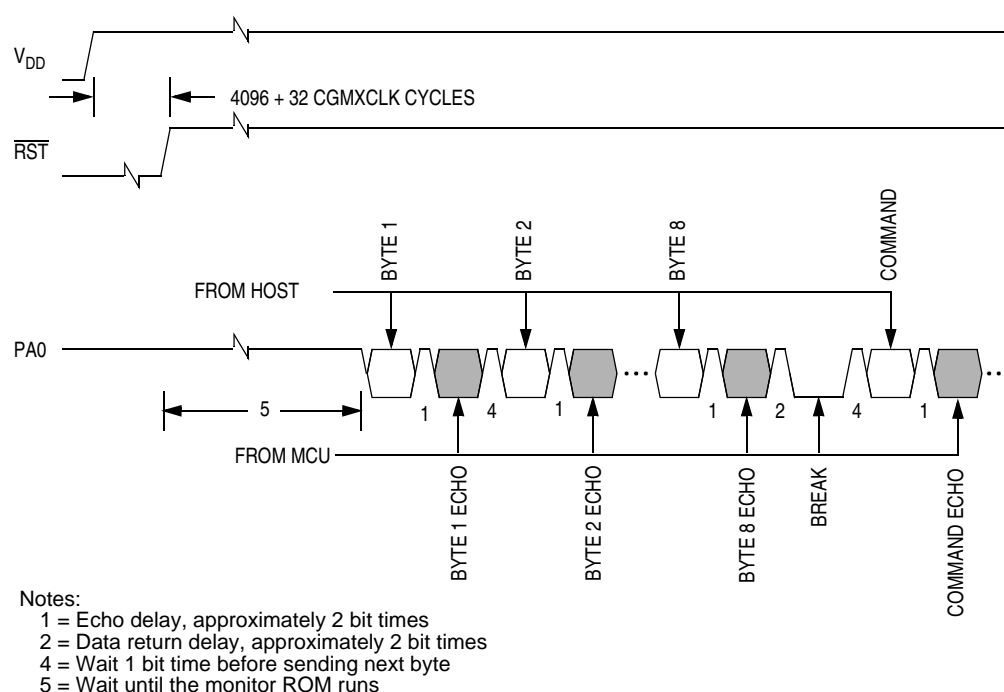 VDD
4096 + 32 CGMXCLK CYCLES
RST
BYTE 1
BYTE 2
BYTE 8
COMMAND
FROM HOST
PA0
...
...
1
4
1
1
2
4
1
5
FROM MCU
BYTE 1 ECHO
BYTE 2 ECHO
BYTE 8 ECHO
BREAK
COMMAND ECHO
Notes:
1 = Echo delay, approximately 2 bit times
2 = Data return delay, approximately 2 bit times
4 = Wait 1 bit time before sending next byte
5 = Wait until the monitor ROM runs